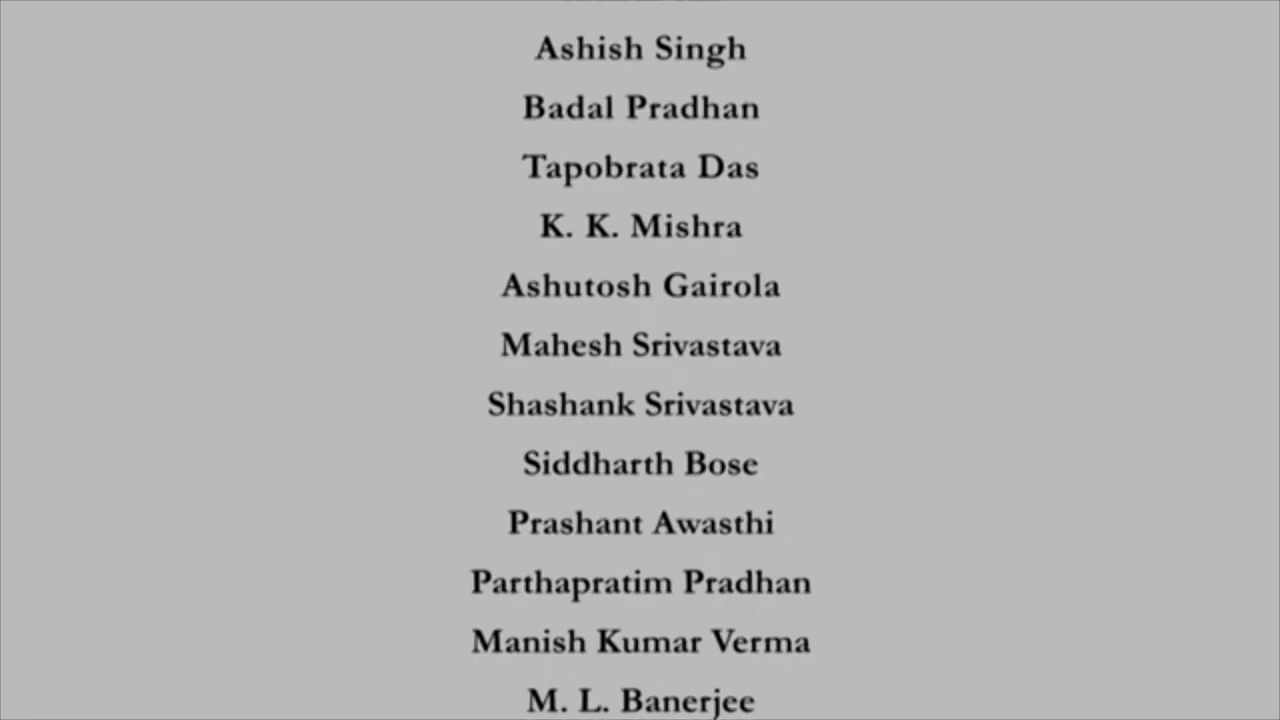 Ashish Singh
Badal Pradhan
Tapobrata Das
K. K. Mishra
Ashutosh Gairola
Mahesh Srivastava
Shashank Srivastava
Siddharth Bose
Prashant Awasthi
Parthapratim Pradhan
Manish Kumar Verma
M. L. Banerjee